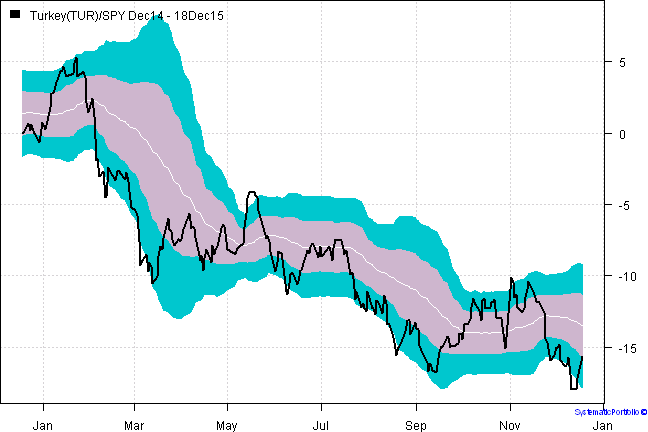 Turkey(TUR)/SPY Dec14 - 18Dec15
5
0
-5
-10
-15
SystematicPortfolio ©
Jan Mar May Jul Sep Nov Jan